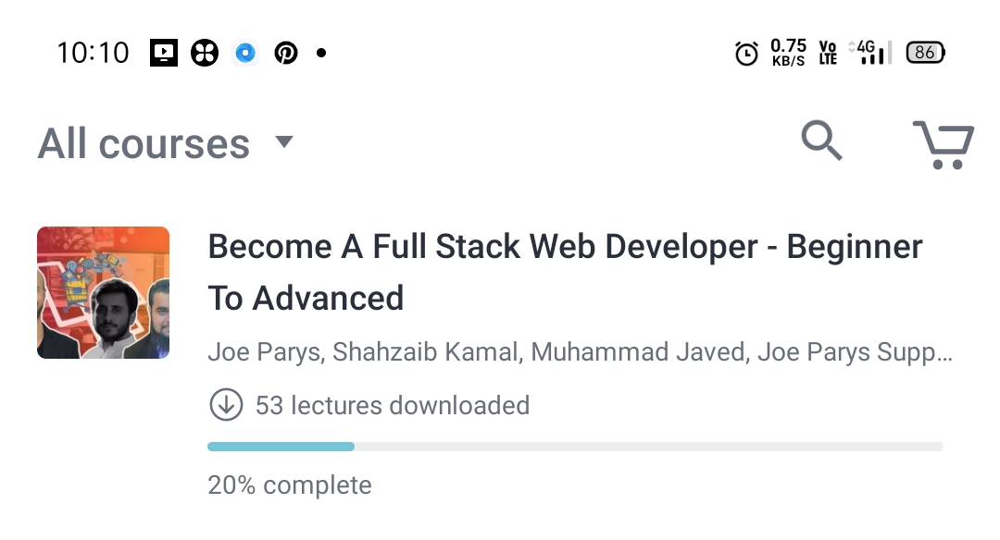 10:10 0.75 KB/S Vo LTE 4G 86
All courses
Become A Full Stack Web Developer - Beginner
To Advanced
Joe Parys, Shahzaib Kamal, Muhammad Javed, Joe Parys Supp...
53 lectures downloaded
20% complete